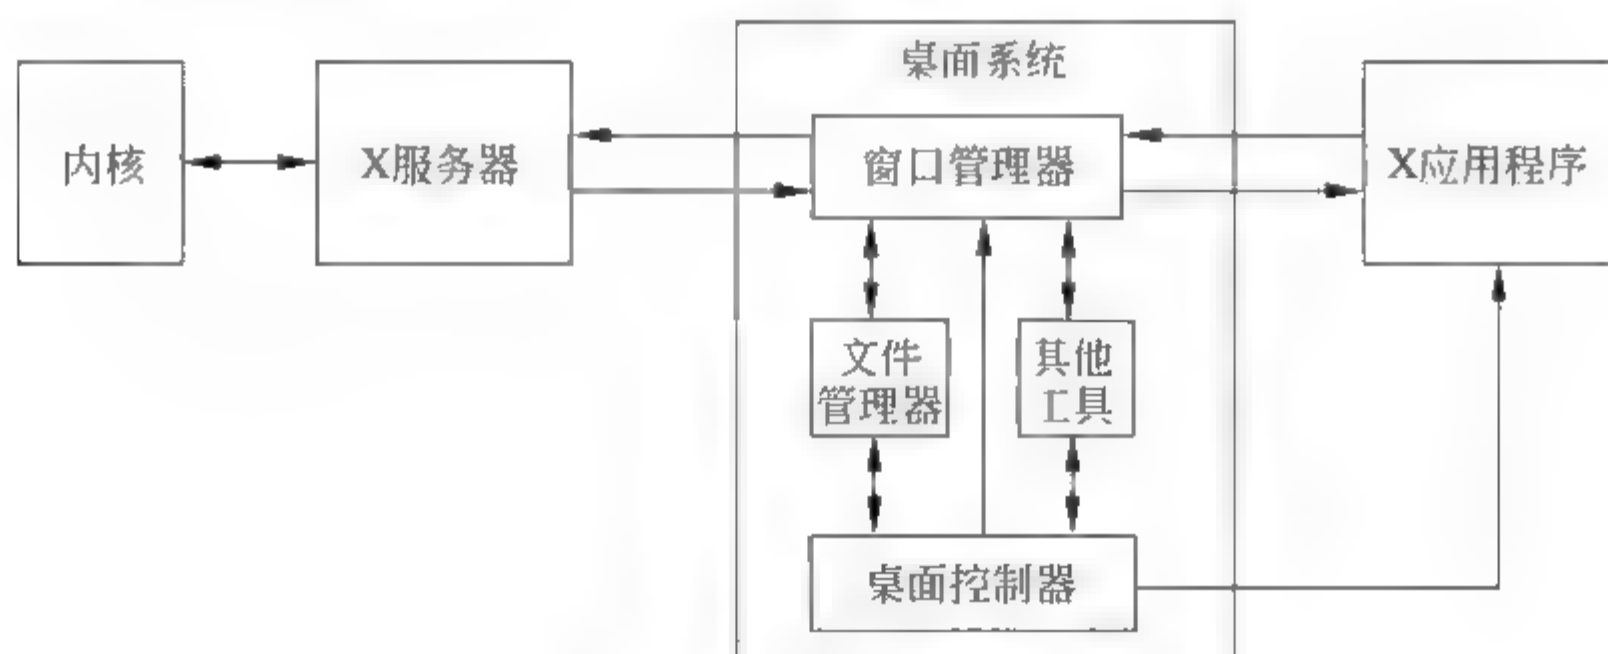 桌面系统
内核
X服务器
窗口管理器
X应用程序
文件
管理器
其他
工具
桌面控制器